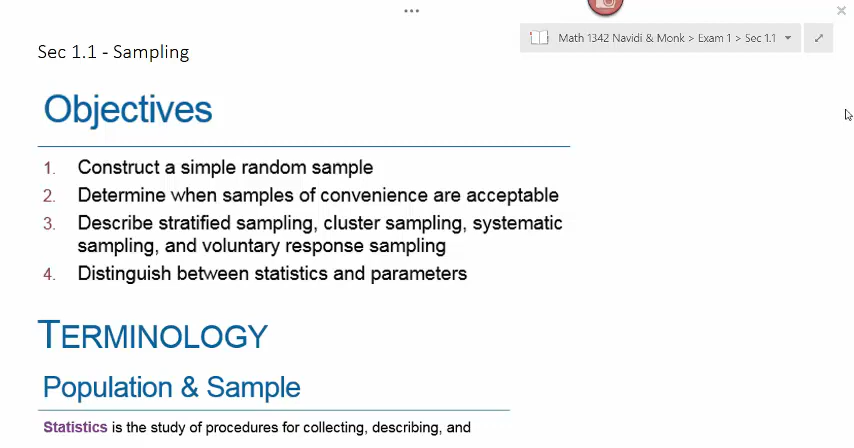 Sec 1.1 - Sampling
Math 1342 Navidi & Monk > Exam 1 > Sec 1.1
Objectives
1. Construct a simple random sample
2. Determine when samples of convenience are acceptable
3. Describe stratified sampling, cluster sampling, systematic
sampling, and voluntary response sampling
4. Distinguish between statistics and parameters
TERMINOLOGY
Population & Sample
Statistics is the study of procedures for collecting, describing, and